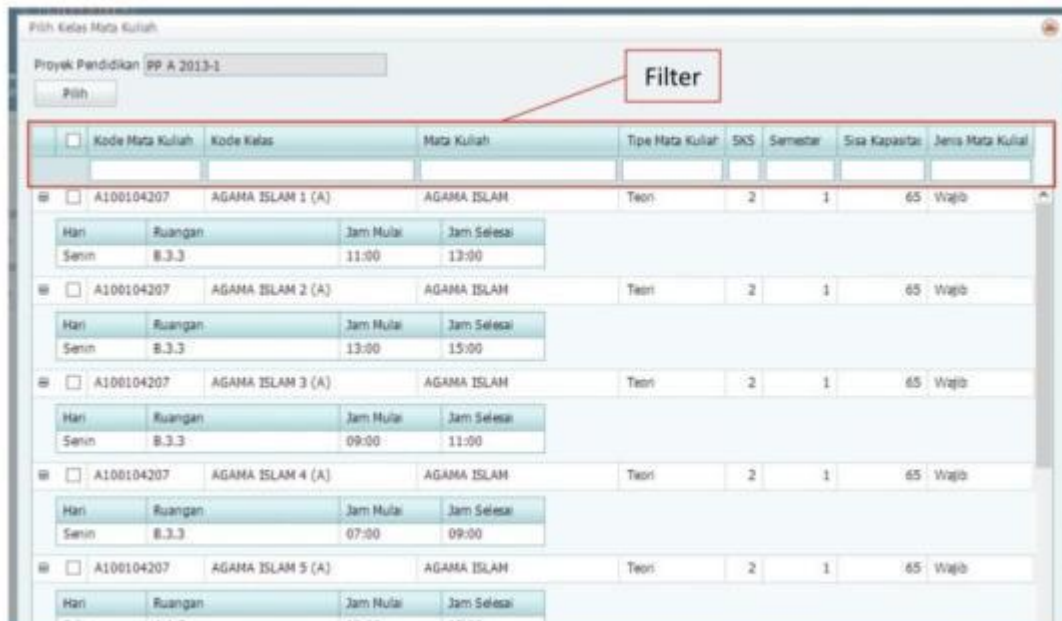 Pilih Kelas Mata Kuliah
Proyek Pendidikan PP A 2013-1
Pilih
Filter
Kode Mata Kuliah Kode Kelas Mata Kuliah Tipe Mata Kuliah SKS Semester Sisa Kapasitas Jenis Mata Kuliah
A100104207 AGAMA ISLAM 1 (A) AGAMA ISLAM Teori 2 1 65 Wajib
Hari Ruangan Jam Mulai Jam Selesai
Senin B.3.3 11:00 13:00
A100104207 AGAMA ISLAM 2 (A) AGAMA ISLAM Teori 2 1 65 Wajib
Hari Ruangan Jam Mulai Jam Selesai
Senin B.3.3 13:00 15:00
A100104207 AGAMA ISLAM 3 (A) AGAMA ISLAM Teori 2 1 65 Wajib
Hari Ruangan Jam Mulai Jam Selesai
Senin B.3.3 09:00 11:00
A100104207 AGAMA ISLAM 4 (A) AGAMA ISLAM Teori 2 1 65 Wajib
Hari Ruangan Jam Mulai Jam Selesai
Senin B.3.3 07:00 09:00
A100104207 AGAMA ISLAM 5 (A) AGAMA ISLAM Teori 2 1 65 Wajib
Hari Ruangan Jam Mulai Jam Selesai